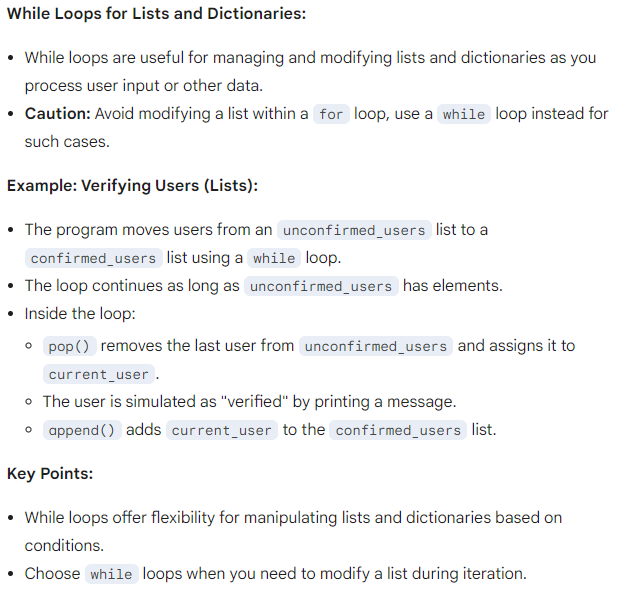 While Loops for Lists and Dictionaries:
• While loops are useful for managing and modifying lists and dictionaries as you
process user input or other data.
• Caution: Avoid modifying a list within a for loop, use a while loop instead for
such cases.
Example: Verifying Users (Lists):
• The program moves users from an unconfirmed_users list to a
confirmed_users list using a while loop.
• The loop continues as long as unconfirmed_users has elements.
• Inside the loop:
◦ pop() removes the last user from unconfirmed_users and assigns it to
current_user.
◦ The user is simulated as "verified" by printing a message.
◦ append() adds current_user to the confirmed_users list.
Key Points:
• While loops offer flexibility for manipulating lists and dictionaries based on
conditions.
• Choose while loops when you need to modify a list during iteration.